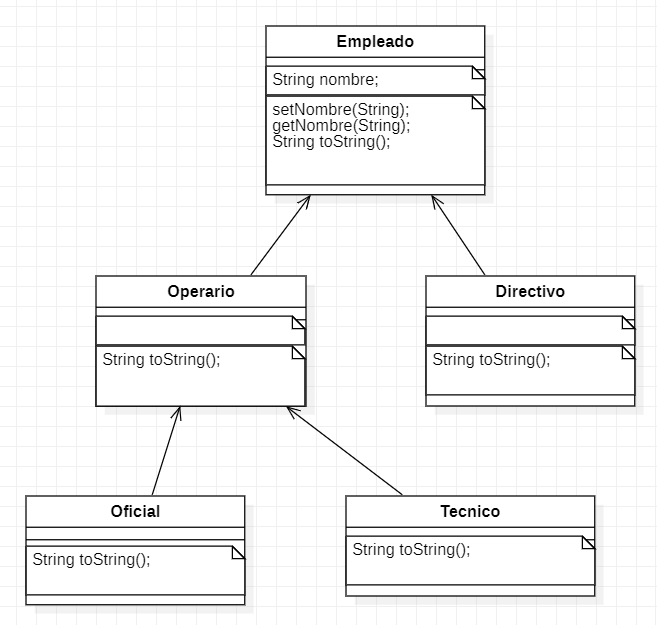 Empleado
String nombre;
setNombre(String);
getNombre(String);
String toString();
Operario
String toString();
Directivo
String toString();
Oficial
String toString();
Tecnico
String toString();